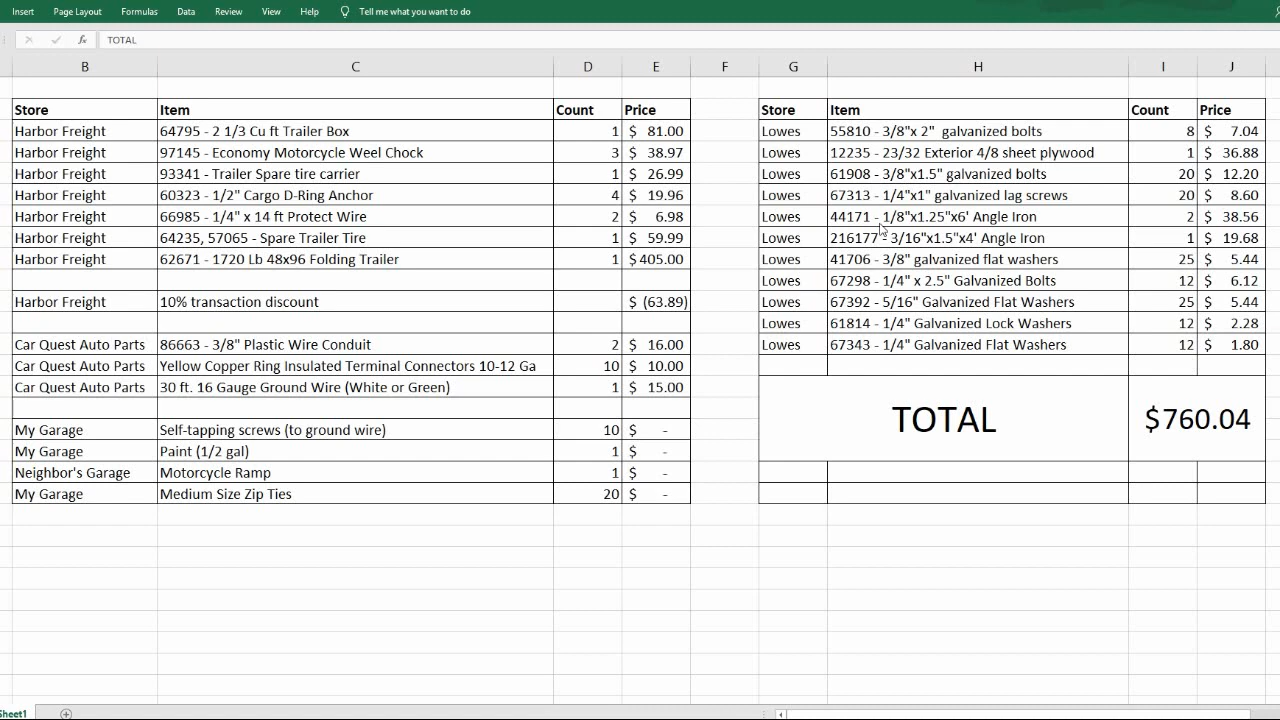 Insert Page Layout Formulas Data Review View Help Tell me what you want to do
fx TOTAL
B C D E F G H I J
Store Item Count Price
Harbor Freight 64795 - 2 1/3 Cu ft Trailer Box 1 $ 81.00
Harbor Freight 97145 - Economy Motorcycle Weel Chock 3 $ 38.97
Harbor Freight 93341 - Trailer Spare tire carrier 1 $ 26.99
Harbor Freight 60323 - 1/2" Cargo D-Ring Anchor 4 $ 19.96
Harbor Freight 66985 - 1/4" x 14 ft Protect Wire 2 $ 6.98
Harbor Freight 64235, 57065 - Spare Trailer Tire 1 $ 59.99
Harbor Freight 62671 - 1720 Lb 48x96 Folding Trailer 1 $ 405.00
Harbor Freight 10% transaction discount $ (63.89)
Car Quest Auto Parts 86663 - 3/8" Plastic Wire Conduit 2 $ 16.00
Car Quest Auto Parts Yellow Copper Ring Insulated Terminal Connectors 10-12 Ga 10 $ 10.00
Car Quest Auto Parts 30 ft. 16 Gauge Ground Wire (White or Green) 1 $ 15.00
My Garage Self-tapping screws (to ground wire) 10 $ -
My Garage Paint (1/2 gal) 1 $ -
Neighbor's Garage Motorcycle Ramp 1 $ -
My Garage Medium Size Zip Ties 20 $ -
Store Item Count Price
Lowes 55810 - 3/8"x 2" galvanized bolts 8 $ 7.04
Lowes 12235 - 23/32 Exterior 4/8 sheet plywood 1 $ 36.88
Lowes 61908 - 3/8"x1.5" galvanized bolts 20 $ 12.20
Lowes 67313 - 1/4"x1" galvanized lag screws 20 $ 8.60
Lowes 44171 - 1/8"x1.25"x6' Angle Iron 2 $ 38.56
Lowes 216177 - 3/16"x1.5"x4' Angle Iron 1 $ 19.68
Lowes 41706 - 3/8" galvanized flat washers 25 $ 5.44
Lowes 67298 - 1/4" x 2.5" Galvanized Bolts 12 $ 6.12
Lowes 67392 - 5/16" Galvanized Flat Washers 25 $ 5.44
Lowes 61814 - 1/4" Galvanized Lock Washers 12 $ 2.28
Lowes 67343 - 1/4" Galvanized Flat Washers 12 $ 1.80
TOTAL $760.04
Sheet1